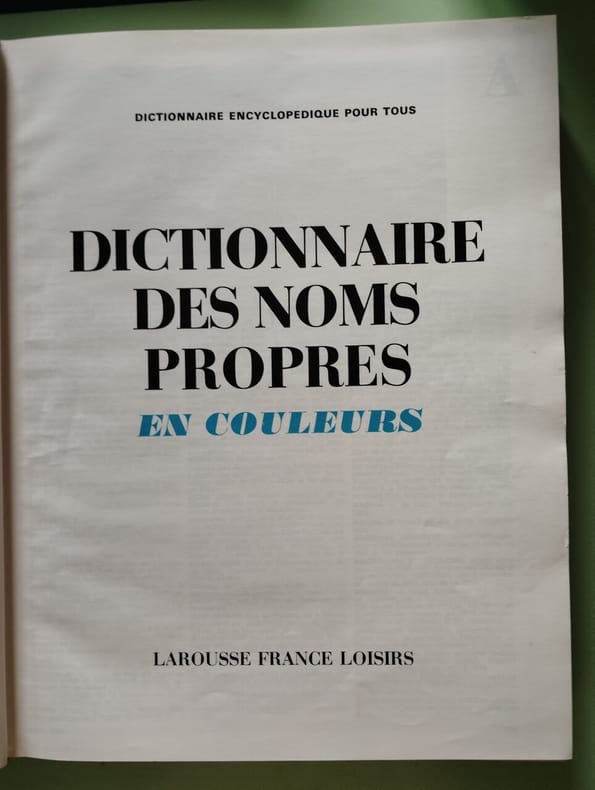 DICTIONNAIRE ENCYCLOPEDIQUE POUR TOUS
DICTIONNAIRE
DES NOMS
PROPRES
EN COULEURS
LAROUSSE FRANCE LOISIRS